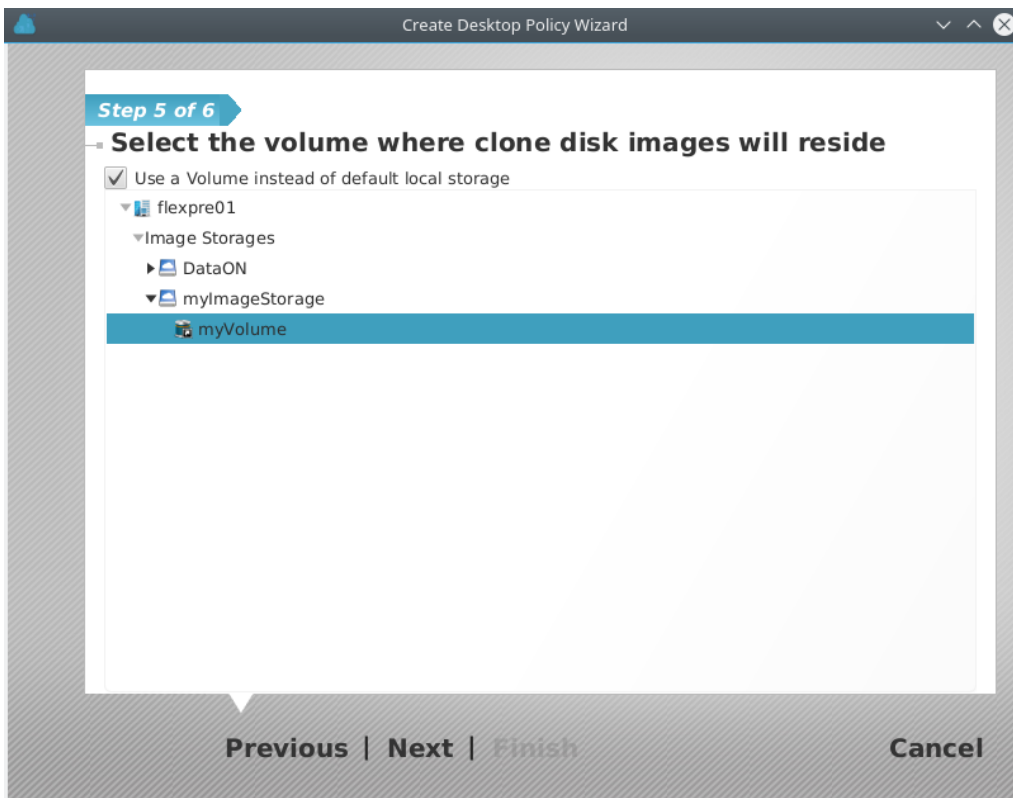 Create Desktop Policy Wizard
Step 5 of 6
Select the volume where clone disk images will reside
Use a Volume instead of default local storage
flexpre01
Image Storages
DataON
myImageStorage
myVolume
Previous | Next | Finish
Cancel